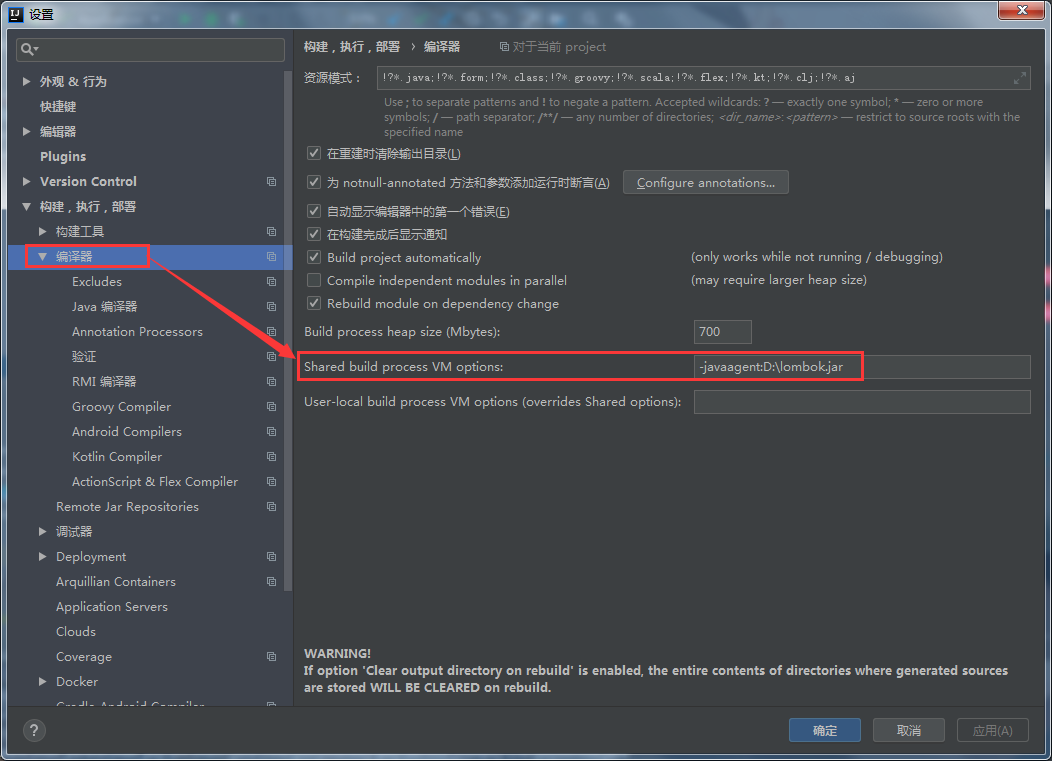 设置
外观 & 行为
快捷键
编辑器
Plugins
Version Control
构建，执行，部署
构建工具
编译器
Excludes
Java 编译器
Annotation Processors
验证
RMI 编译器
Groovy Compiler
Android Compilers
Kotlin Compiler
ActionScript & Flex Compiler
Remote Jar Repositories
调试器
Deployment
Arquillian Containers
Application Servers
Clouds
Coverage
Docker
Gradle-Android Compiler
构建，执行，部署 › 编译器 对于当前 project
资源模式： !?*.java;!?*.form;!?*.class;!?*.groovy;!?*.scala;!?*.flex;!?*.kt;!?*.clj;!?*.aj
Use ; to separate patterns and ! to negate a pattern. Accepted wildcards: ? — exactly one symbol; * — zero or more
symbols; / — path separator; /**/ — any number of directories; <dir_name>:<pattern> — restrict to source roots with the
specified name
在重建时清除输出目录(L)
为 notnull-annotated 方法和参数添加运行时断言(A) Configure annotations...
自动显示编辑器中的第一个错误(E)
在构建完成后显示通知
Build project automatically (only works while not running / debugging)
Compile independent modules in parallel (may require larger heap size)
Rebuild module on dependency change
Build process heap size (Mbytes): 700
Shared build process VM options: -javaagent:D:\lombok.jar
User-local build process VM options (overrides Shared options):
WARNING!
If option 'Clear output directory on rebuild' is enabled, the entire contents of directories where generated sources
are stored WILL BE CLEARED on rebuild.
? 确定 取消 应用(A)